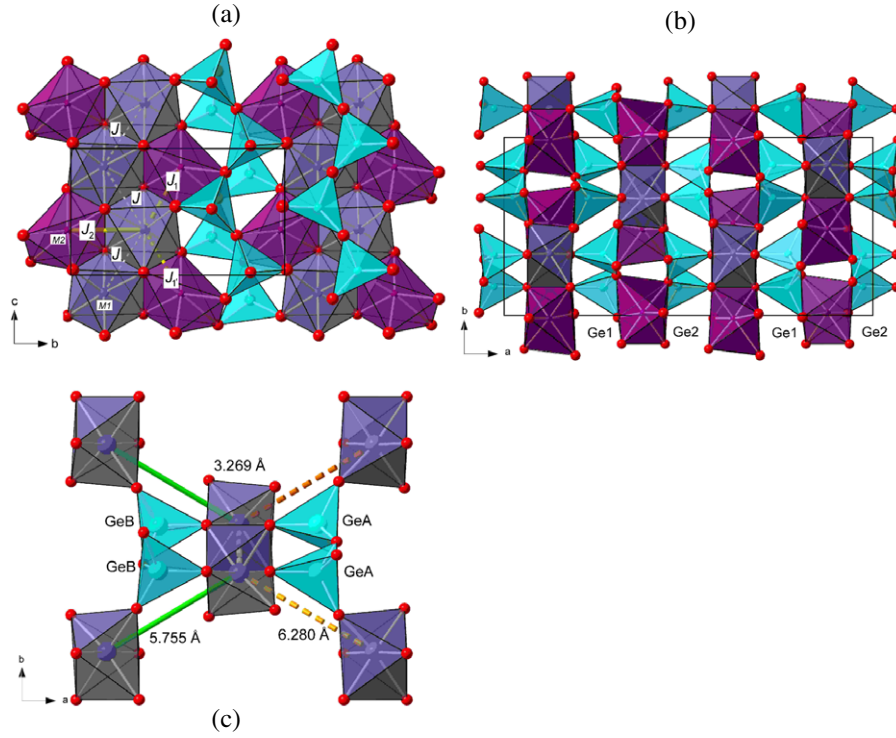 (a)
J
J₁
J
J₂
M2
J
J₁'
M1
c
b
(b)
Ge1
Ge2
Ge1
Ge2
b
a
3.269 Å
GeB
GeA
GeB
GeA
5.755 Å
6.280 Å
b
a
(c)